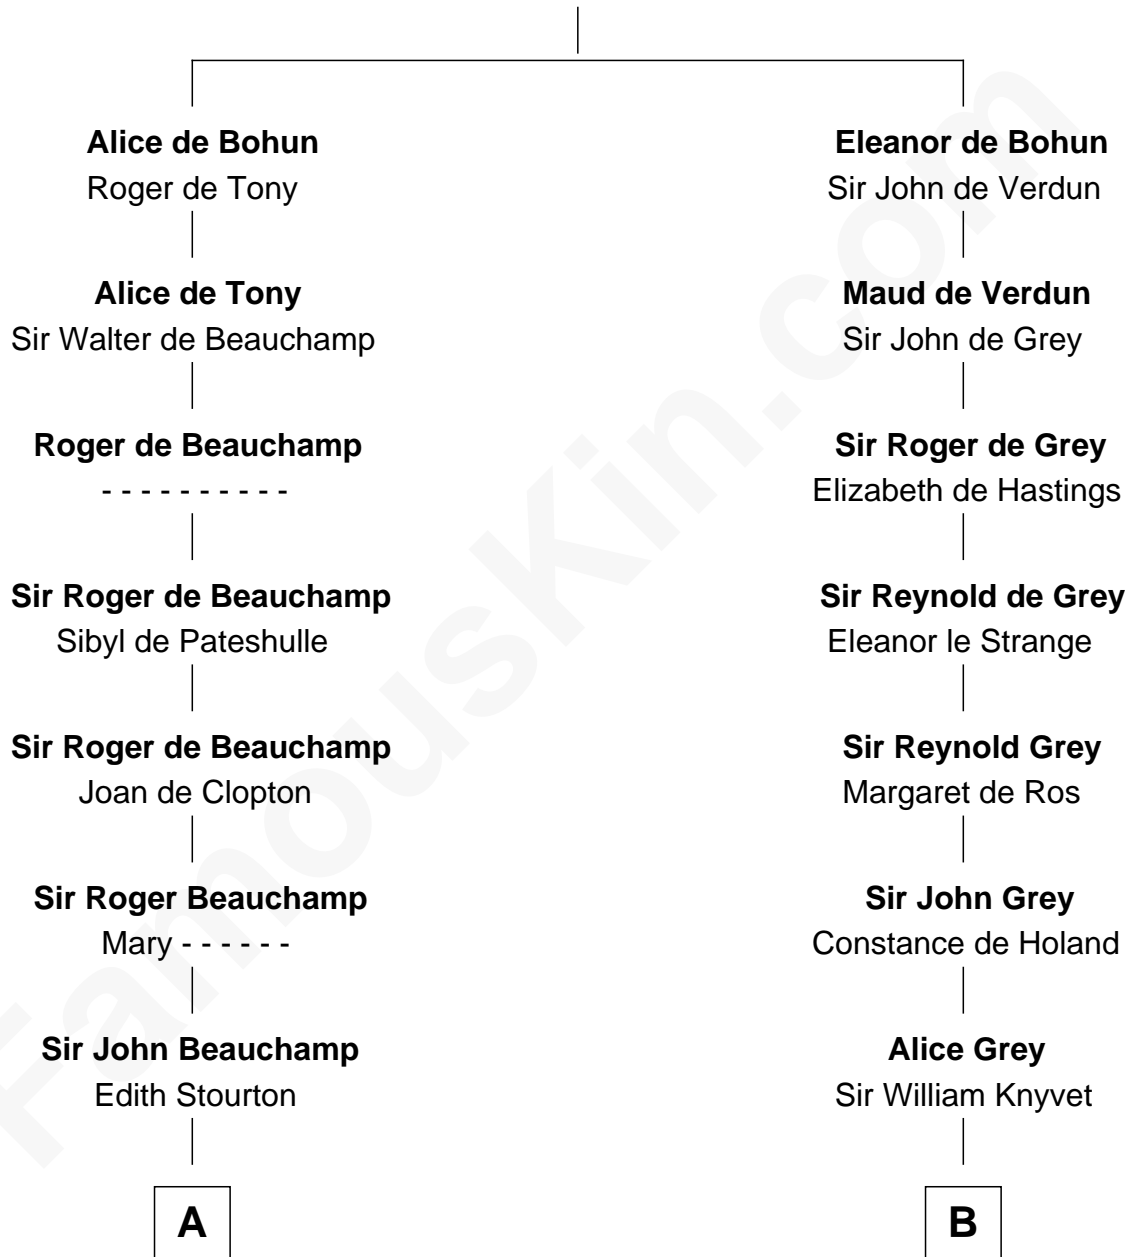 Alice de Bohun
Roger de Tony
Eleanor de Bohun
Sir John de Verdun
Alice de Tony
Sir Walter de Beauchamp
Maud de Verdun
Sir John de Grey
Roger de Beauchamp
- - - - - - - - - -
Sir Roger de Grey
Elizabeth de Hastings
Sir Roger de Beauchamp
Sibyl de Pateshulle
Sir Reynold de Grey
Eleanor le Strange
Sir Roger de Beauchamp
Joan de Clopton
Sir Reynold Grey
Margaret de Ros
Sir Roger Beauchamp
Mary - - - - - -
Sir John Grey
Constance de Holand
Sir John Beauchamp
Edith Stourton
Alice Grey
Sir William Knyvet
A
B
FamousKin.com